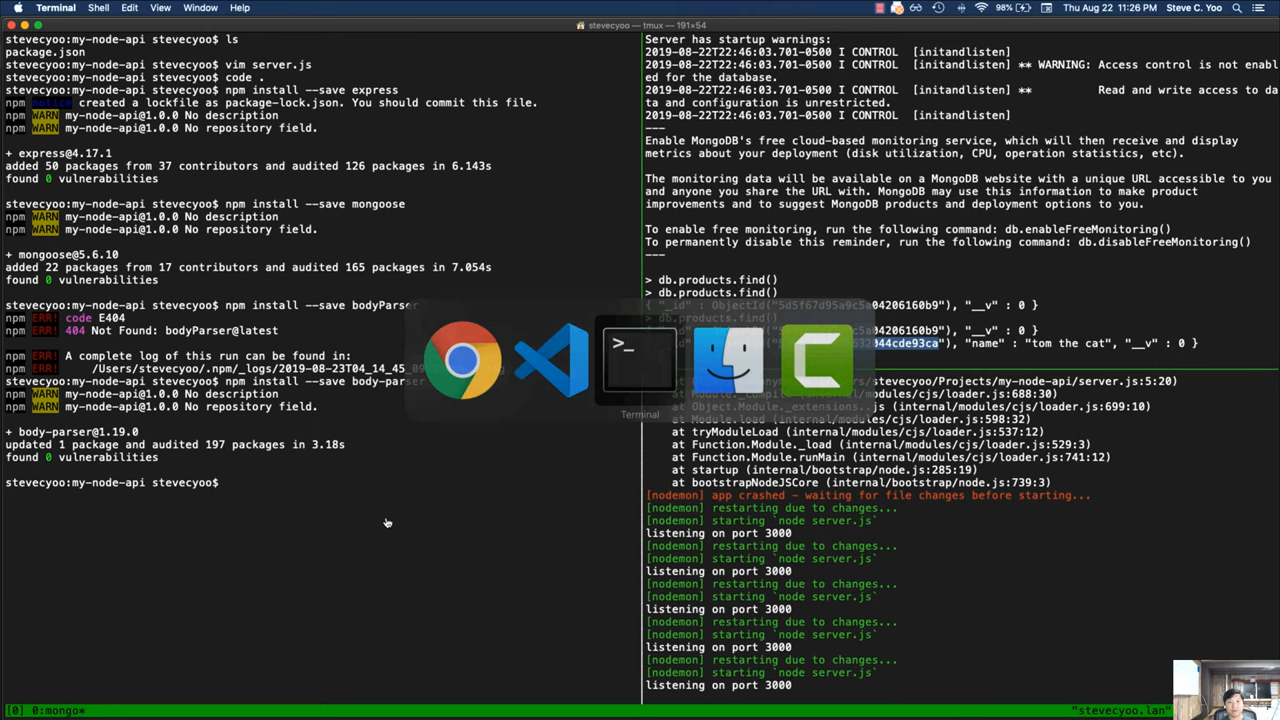 Terminal Shell Edit View Window Help 98% Thu Aug 22 11:26 PM Steve C. Yoo
stevecyoo — tmux — 191×54
stevecyoo:my-node-api stevecyoo$ ls
package.json
stevecyoo:my-node-api stevecyoo$ vim server.js
stevecyoo:my-node-api stevecyoo$ code .
stevecyoo:my-node-api stevecyoo$ npm install --save express
npm notice created a lockfile as package-lock.json. You should commit this file.
npm WARN my-node-api@1.0.0 No description
npm WARN my-node-api@1.0.0 No repository field.
+ express@4.17.1
added 50 packages from 37 contributors and audited 126 packages in 6.143s
found 0 vulnerabilities
stevecyoo:my-node-api stevecyoo$ npm install --save mongoose
npm WARN my-node-api@1.0.0 No description
npm WARN my-node-api@1.0.0 No repository field.
+ mongoose@5.6.10
added 22 packages from 17 contributors and audited 165 packages in 7.054s
found 0 vulnerabilities
stevecyoo:my-node-api stevecyoo$ npm install --save bodyParser
npm ERR! code E404
npm ERR! 404 Not Found: bodyParser@latest
npm ERR! A complete log of this run can be found in:
npm ERR! /Users/stevecyoo/.npm/_logs/2019-08-23T04_14_45_
stevecyoo:my-node-api stevecyoo$ npm install --save body-parser
npm WARN my-node-api@1.0.0 No description
npm WARN my-node-api@1.0.0 No repository field.
+ body-parser@1.19.0
updated 1 package and audited 197 packages in 3.18s
found 0 vulnerabilities
stevecyoo:my-node-api stevecyoo$
Server has startup warnings:
2019-08-22T22:46:03.701-0500 I CONTROL [initandlisten]
2019-08-22T22:46:03.701-0500 I CONTROL [initandlisten] ** WARNING: Access control is not enabl
ed for the database.
2019-08-22T22:46:03.701-0500 I CONTROL [initandlisten] ** Read and write access to da
ta and configuration is unrestricted.
2019-08-22T22:46:03.701-0500 I CONTROL [initandlisten]
---
Enable MongoDB's free cloud-based monitoring service, which will then receive and display
metrics about your deployment (disk utilization, CPU, operation statistics, etc).
The monitoring data will be available on a MongoDB website with a unique URL accessible to you
and anyone you share the URL with. MongoDB may use this information to make product
improvements and to suggest MongoDB products and deployment options to you.
To enable free monitoring, run the following command: db.enableFreeMonitoring()
To permanently disable this reminder, run the following command: db.disableFreeMonitoring()
---
> db.products.find()
> db.products.find()
{ "_id" : ObjectId("5d5f67d95a9c5a04206160b9"), "__v" : 0 }
> db.products.find()
04206160b9"), "__v" : 0 }
044cde93ca"), "name" : "tom the cat", "__v" : 0 }
Terminal
stevecyoo/Projects/my-node-api/server.js:5:20)
at Module._compile (internal/modules/cjs/loader.js:688:30)
at Object.Module._extensions..js (internal/modules/cjs/loader.js:699:10)
at Module.load (internal/modules/cjs/loader.js:598:32)
at tryModuleLoad (internal/modules/cjs/loader.js:537:12)
at Function.Module._load (internal/modules/cjs/loader.js:529:3)
at Function.Module.runMain (internal/modules/cjs/loader.js:741:12)
at startup (internal/bootstrap/node.js:285:19)
at bootstrapNodeJSCore (internal/bootstrap/node.js:739:3)
[nodemon] app crashed - waiting for file changes before starting...
[nodemon] restarting due to changes...
[nodemon] starting `node server.js`
listening on port 3000
[nodemon] restarting due to changes...
[nodemon] starting `node server.js`
listening on port 3000
[nodemon] restarting due to changes...
[nodemon] starting `node server.js`
listening on port 3000
[nodemon] restarting due to changes...
[nodemon] starting `node server.js`
listening on port 3000
[nodemon] restarting due to changes...
[nodemon] starting `node server.js`
listening on port 3000
[0] 0:mongo* "stevecyoo.lan"